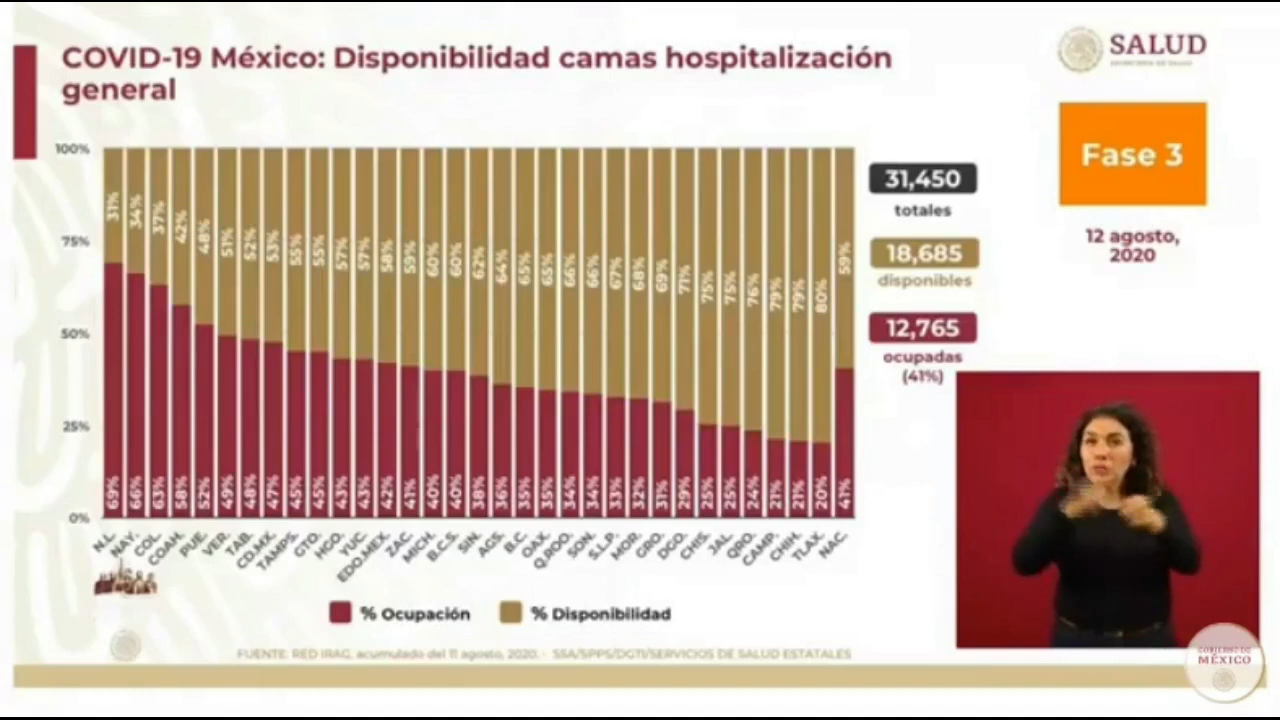 COVID-19 México: Disponibilidad camas hospitalización
general
SALUD
SECRETARÍA DE SALUD
Fase 3
12 agosto,
2020
31,450
totales
18,685
disponibles
12,765
ocupadas
(41%)
100%
75%
50%
25%
0%
31% 34% 37% 42% 48% 51% 52% 53% 55% 55% 57% 57% 58% 59% 60% 60% 62% 64% 65% 65% 66% 66% 67% 68% 69% 71% 75% 75% 76% 79% 79% 80% 59%
69% 66% 63% 58% 52% 49% 48% 47% 45% 45% 43% 43% 42% 41% 40% 40% 38% 36% 35% 35% 34% 34% 33% 32% 31% 29% 25% 25% 24% 21% 21% 20% 41%
N.L. NAY. COL. COAH. PUE. VER. TAB. CD.MX. TAMPS. GTO. HGO. YUC. EDO.MEX. ZAC. MICH. B.C.S. SIN. AGS. B.C. OAX. Q.ROO. SON. S.L.P. MOR. GRO. DGO. CHIS. JAL. QRO. CAMP. CHIH. TLAX. NAC.
% Ocupación % Disponibilidad
FUENTE: RED IRAG, acumulado del 11 agosto, 2020. - SSA/SPPS/DGTI/SERVICIOS DE SALUD ESTATALES
GOBIERNO DE
MÉXICO